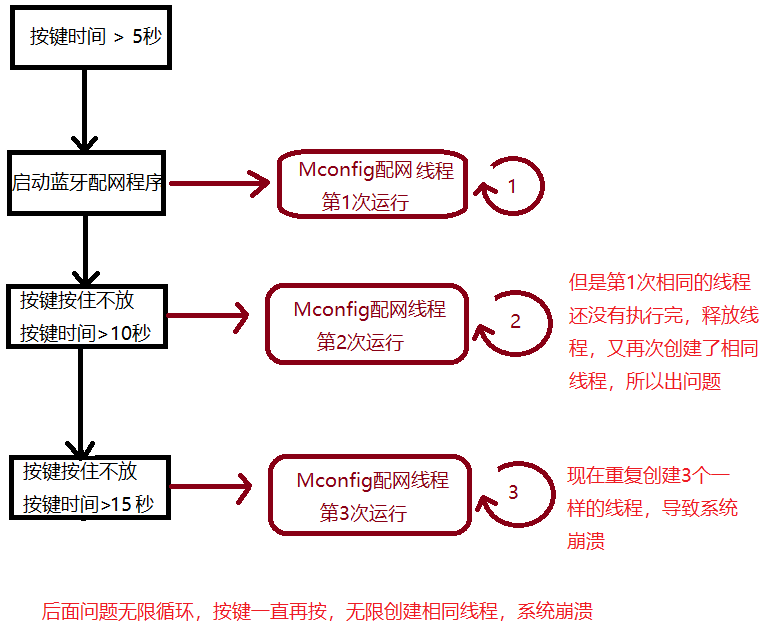 按键时间 > 5秒
启动蓝牙配网程序
Mconfig配网线程
第1次运行
1
按键按住不放
按键时间>10秒
Mconfig配网线程
第2次运行
2
但是第1次相同的线程
还没有执行完，释放线
程，又再次创建了相同
线程，所以出问题
按键按住不放
按键时间>15秒
Mconfig配网线程
第3次运行
3
现在重复创建3个一
样的线程，导致系统
崩溃
后面问题无限循环，按键一直再按，无限创建相同线程，系统崩溃